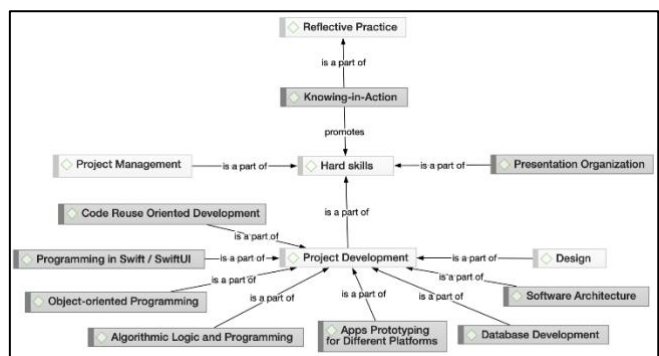 Reflective Practice
is a part of
Knowing-in-Action
promotes
Project Management
is a part of
Hard skills
is a part of
Presentation Organization
is a part of
Code Reuse Oriented Development
is a part of
Programming in Swift / SwiftUI
is a part of
Project Development
is a part of
Design
is a part of
Object-oriented Programming
is a part of
Software Architecture
is a part of
Algorithmic Logic and Programming
is a part of
Apps Prototyping
for Different Platforms
is a part of
Database Development